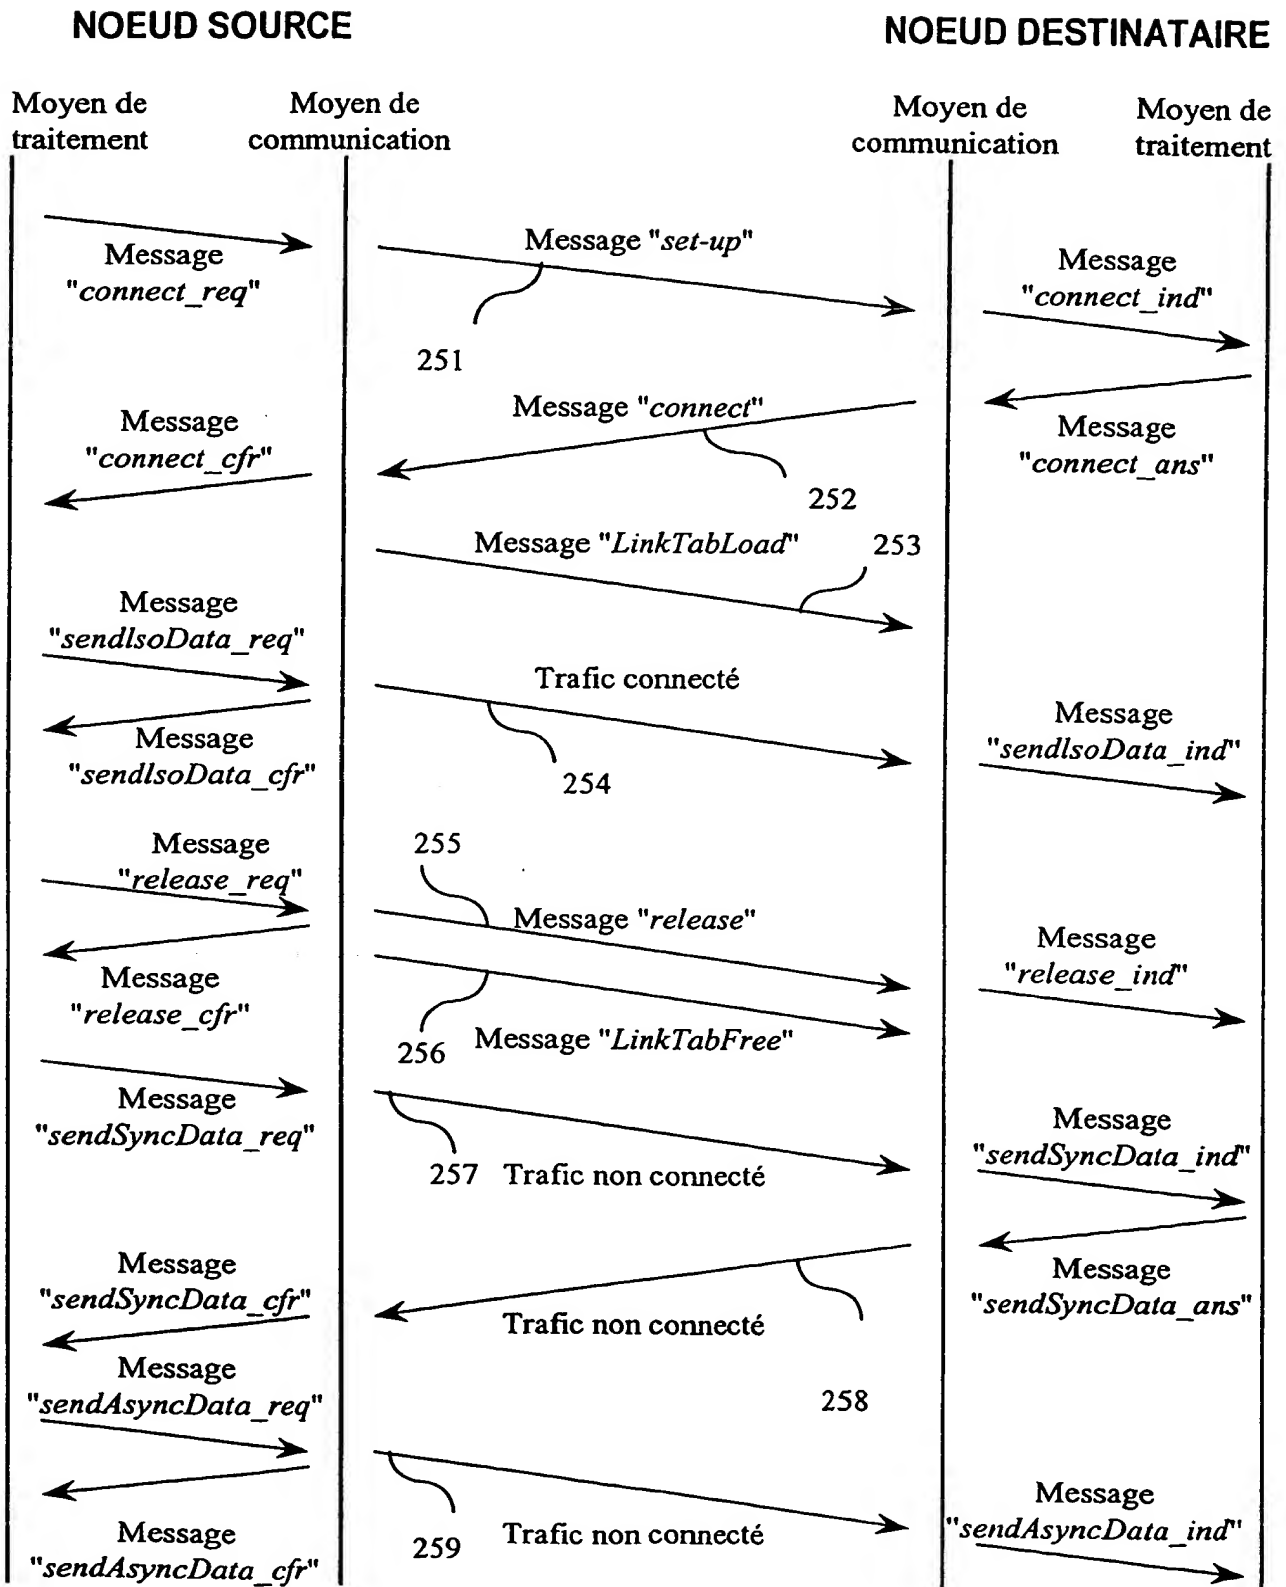 NOEUD SOURCE
NOEUD DESTINATAIRE
Moyen de
traitement
Moyen de
communication
Moyen de
communication
Moyen de
traitement
Message
"connect_req"
Message "set-up"
251
Message
"connect_ind"
Message
"connect_ans"
Message "connect"
252
Message
"connect_cfr"
Message "LinkTabLoad"
253
Message
"sendIsoData_req"
Trafic connecté
254
Message
"sendIsoData_cfr"
Message
"sendIsoData_ind"
Message
"release_req"
255
Message "release"
Message
"release_ind"
Message
"release_cfr"
256
Message "LinkTabFree"
Message
"sendSyncData_req"
257
Trafic non connecté
Message
"sendSyncData_ind"
Message
"sendSyncData_ans"
Message
"sendSyncData_cfr"
Trafic non connecté
258
Message
"sendAsyncData_req"
259
Trafic non connecté
Message
"sendAsyncData_ind"
Message
"sendAsyncData_cfr"